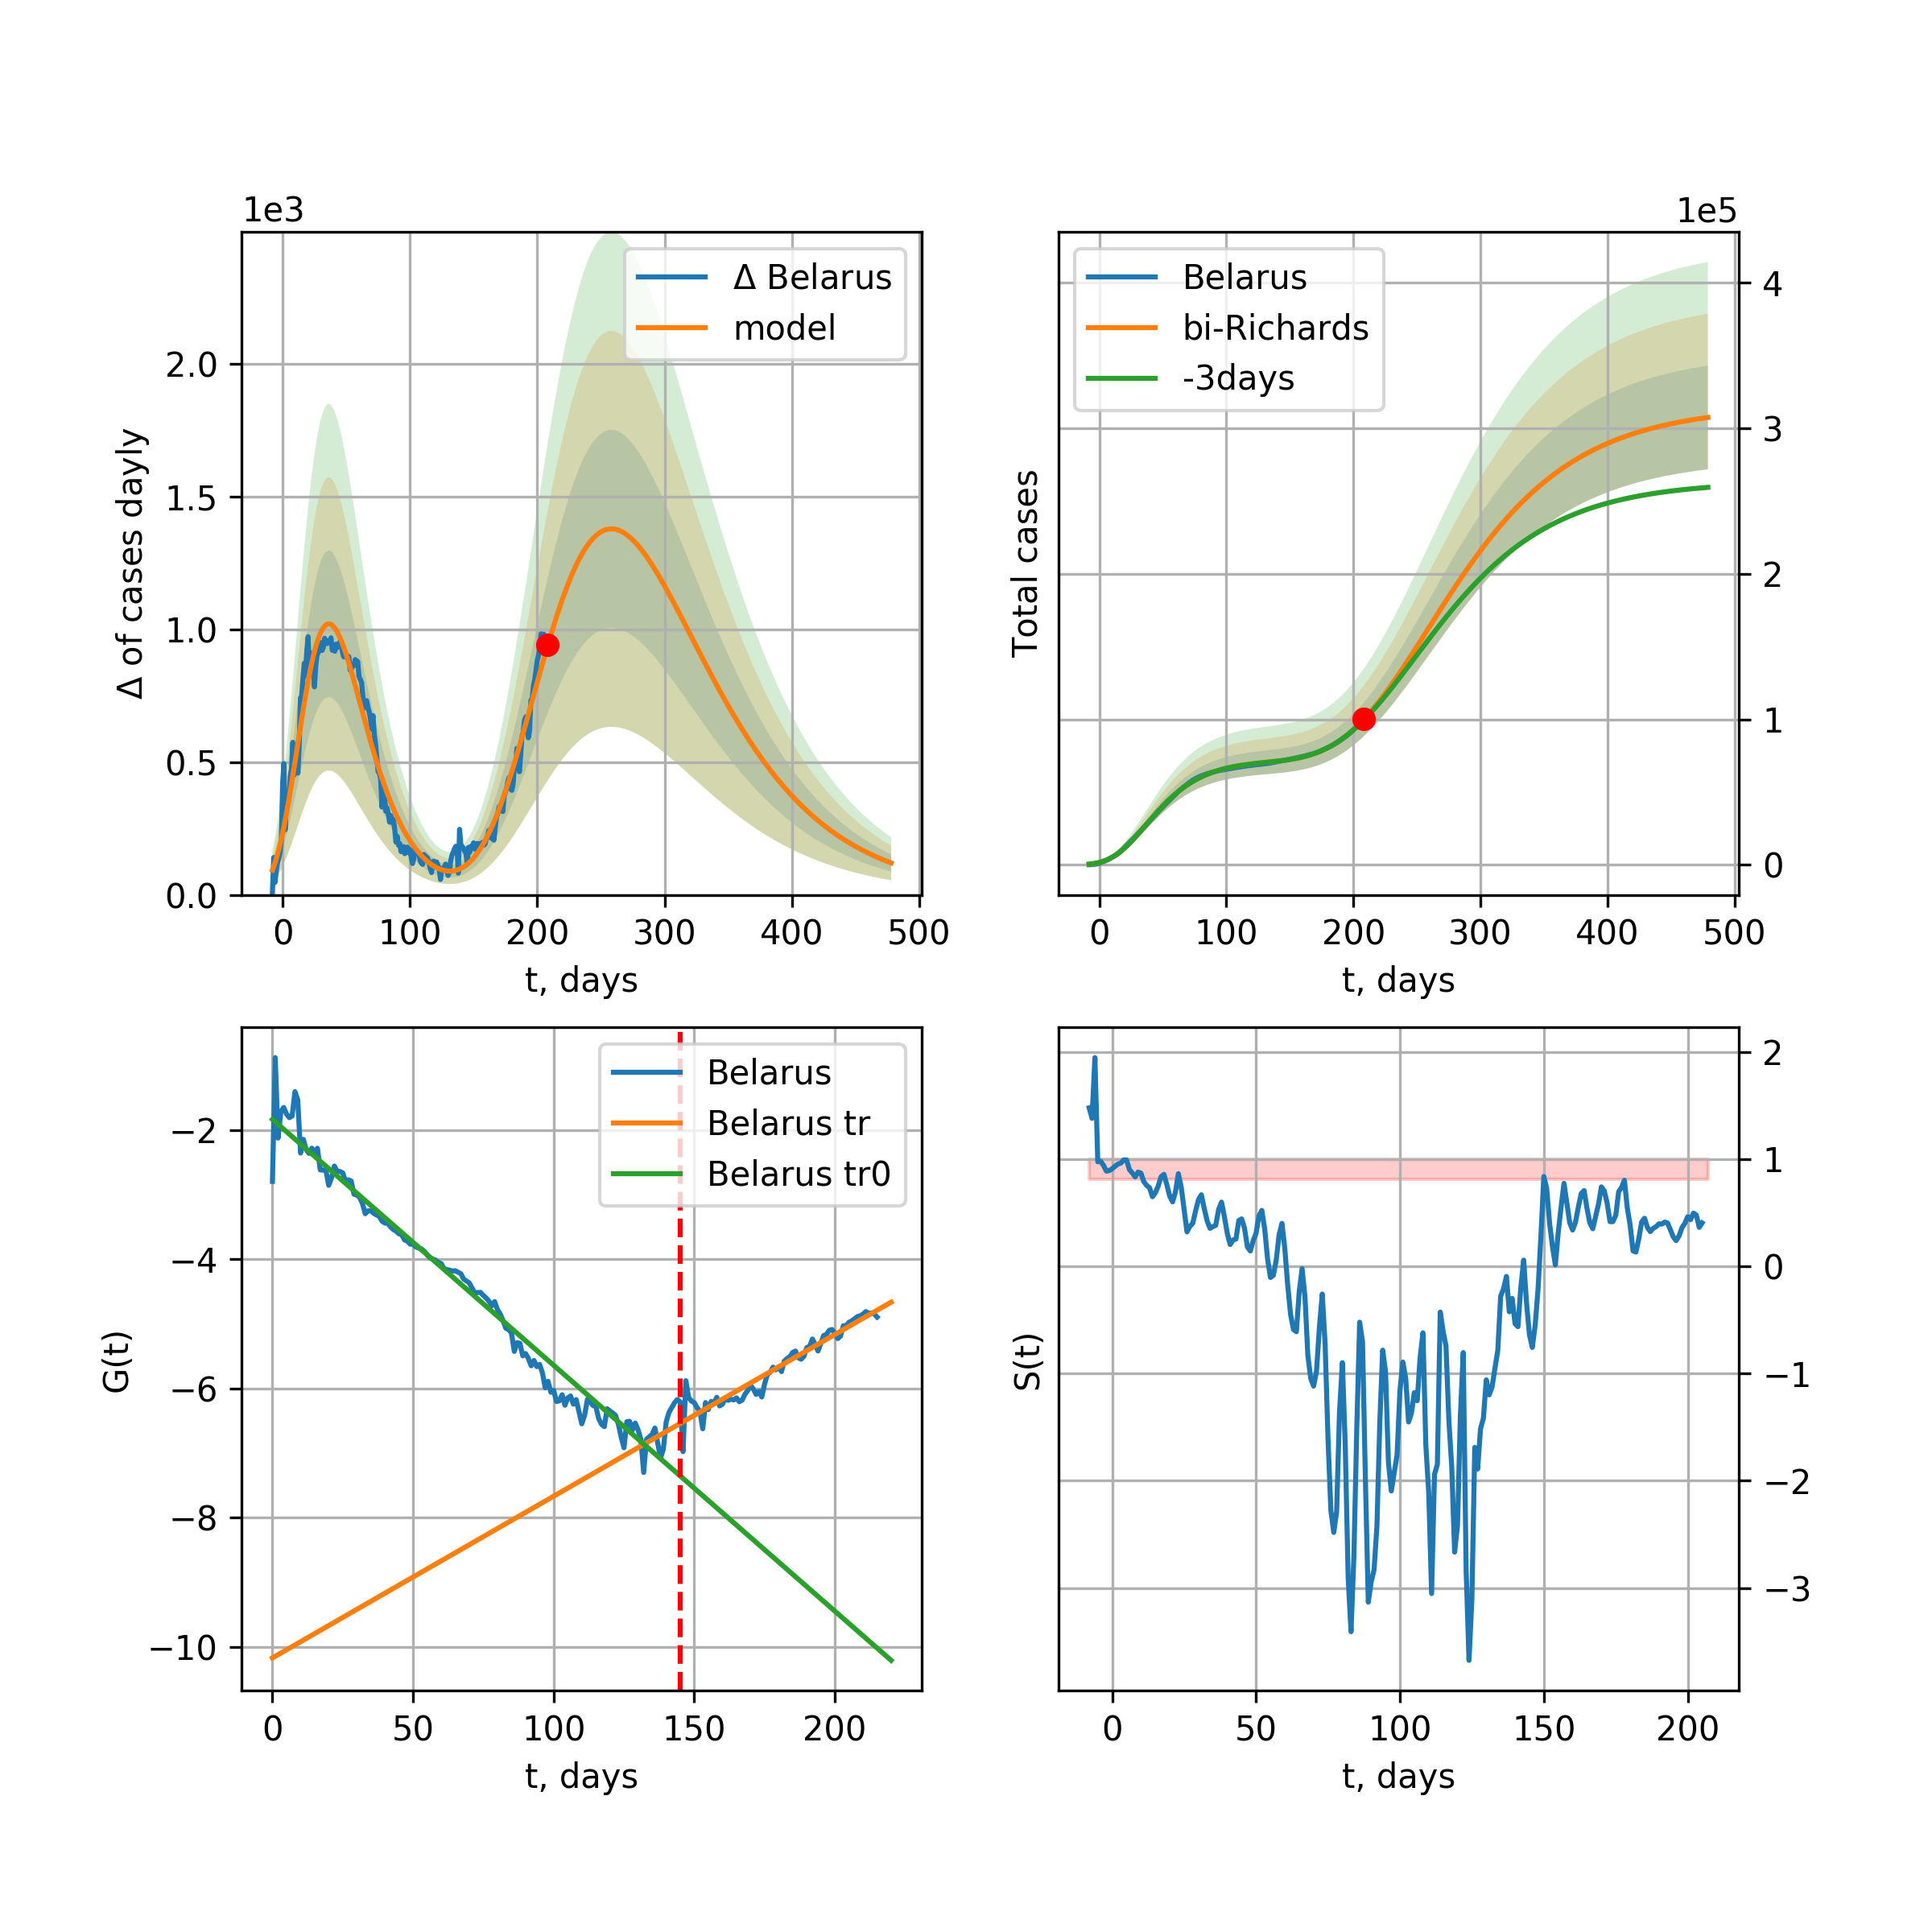 1e3
Δ of cases dayly
2.0
1.5
1.0
0.5
0.0
Δ Belarus
model
0 100 200 300 400 500
t, days
1e5
Total cases
Belarus
bi-Richards
-3days
4
3
2
1
0
0 100 200 300 400 500
t, days
G(t)
−2
−4
−6
−8
−10
Belarus
Belarus tr
Belarus tr0
0 50 100 150 200
t, days
S(t)
2
1
0
−1
−2
−3
0 50 100 150 200
t, days